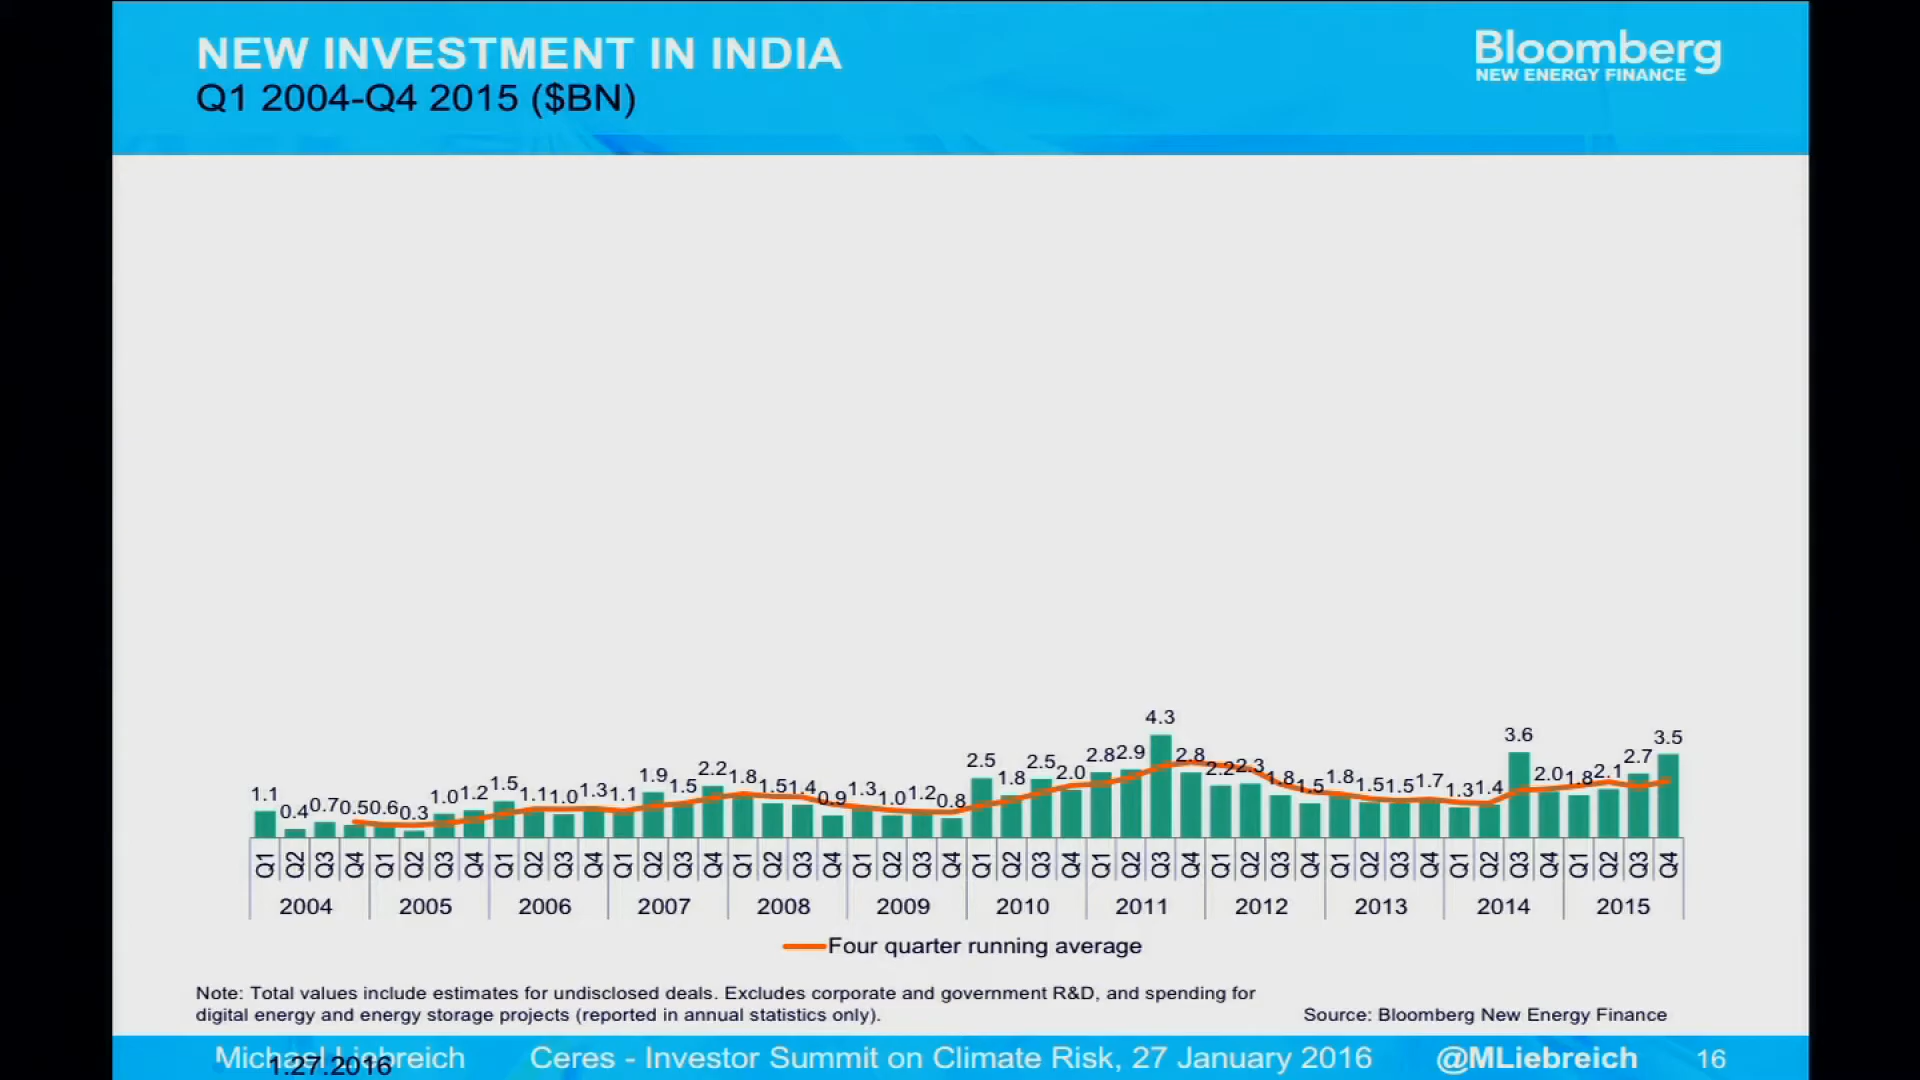 NEW INVESTMENT IN INDIA
Q1 2004-Q4 2015 ($BN)
Bloomberg
NEW ENERGY FINANCE
1.1 0.4 0.7 0.5 0.6 0.3 1.0 1.2 1.5 1.1 1.0 1.3 1.1 1.9 1.5 2.2 1.8 1.5 1.4 0.9 1.3 1.0 1.2 0.8 2.5 1.8 2.5 2.0 2.8 2.9 4.3 2.8 2.2 2.3 1.8 1.5 1.8 1.5 1.5 1.7 1.3 1.4 3.6 2.0 1.8 2.1 2.7 3.5
Q1 Q2 Q3 Q4 Q1 Q2 Q3 Q4 Q1 Q2 Q3 Q4 Q1 Q2 Q3 Q4 Q1 Q2 Q3 Q4 Q1 Q2 Q3 Q4 Q1 Q2 Q3 Q4 Q1 Q2 Q3 Q4 Q1 Q2 Q3 Q4 Q1 Q2 Q3 Q4 Q1 Q2 Q3 Q4 Q1 Q2 Q3 Q4
2004 2005 2006 2007 2008 2009 2010 2011 2012 2013 2014 2015
Four quarter running average
Note: Total values include estimates for undisclosed deals. Excludes corporate and government R&D, and spending for
digital energy and energy storage projects (reported in annual statistics only).
Source: Bloomberg New Energy Finance
Michael Liebreich
1.27.2016
Ceres - Investor Summit on Climate Risk, 27 January 2016
@MLiebreich
16